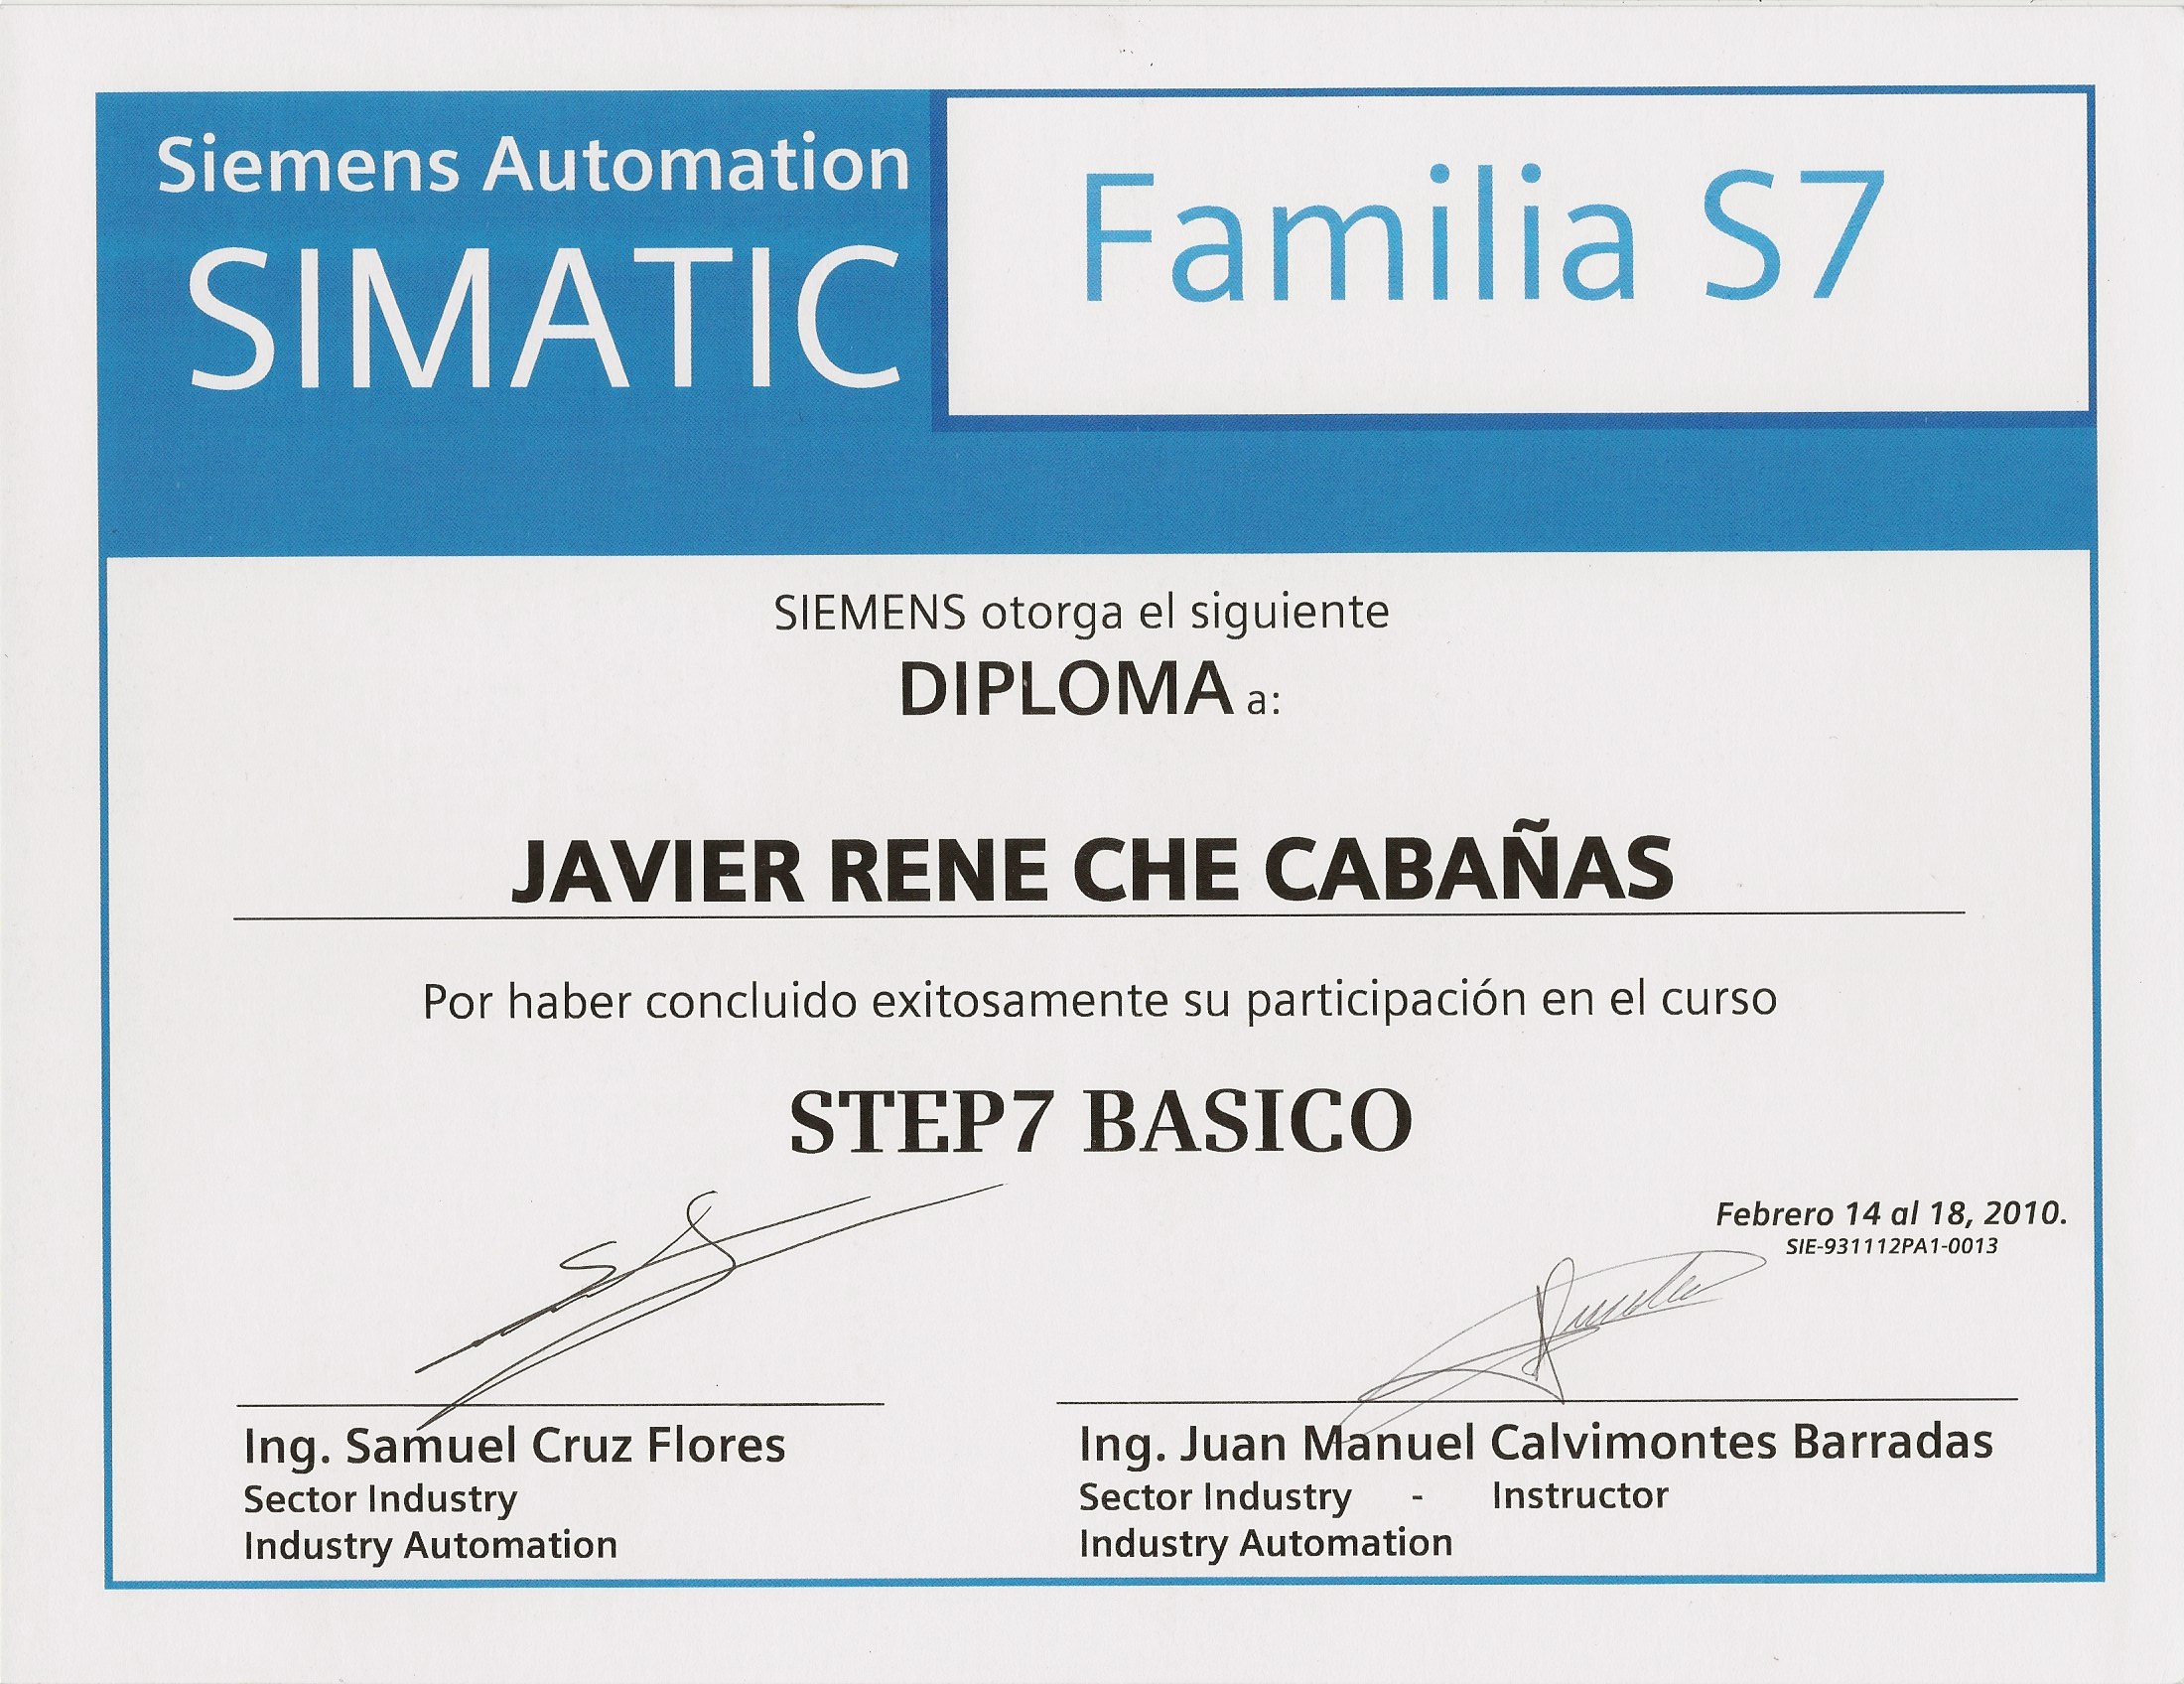 Siemens Automation
SIMATIC
Familia S7
SIEMENS otorga el siguiente
DIPLOMA a:
JAVIER RENE CHE CABAÑAS
Por haber concluido exitosamente su participación en el curso
STEP7 BASICO
Febrero 14 al 18, 2010.
SIE-931112PA1-0013
Ing. Samuel Cruz Flores
Sector Industry
Industry Automation
Ing. Juan Manuel Calvimontes Barradas
Sector Industry - Instructor
Industry Automation